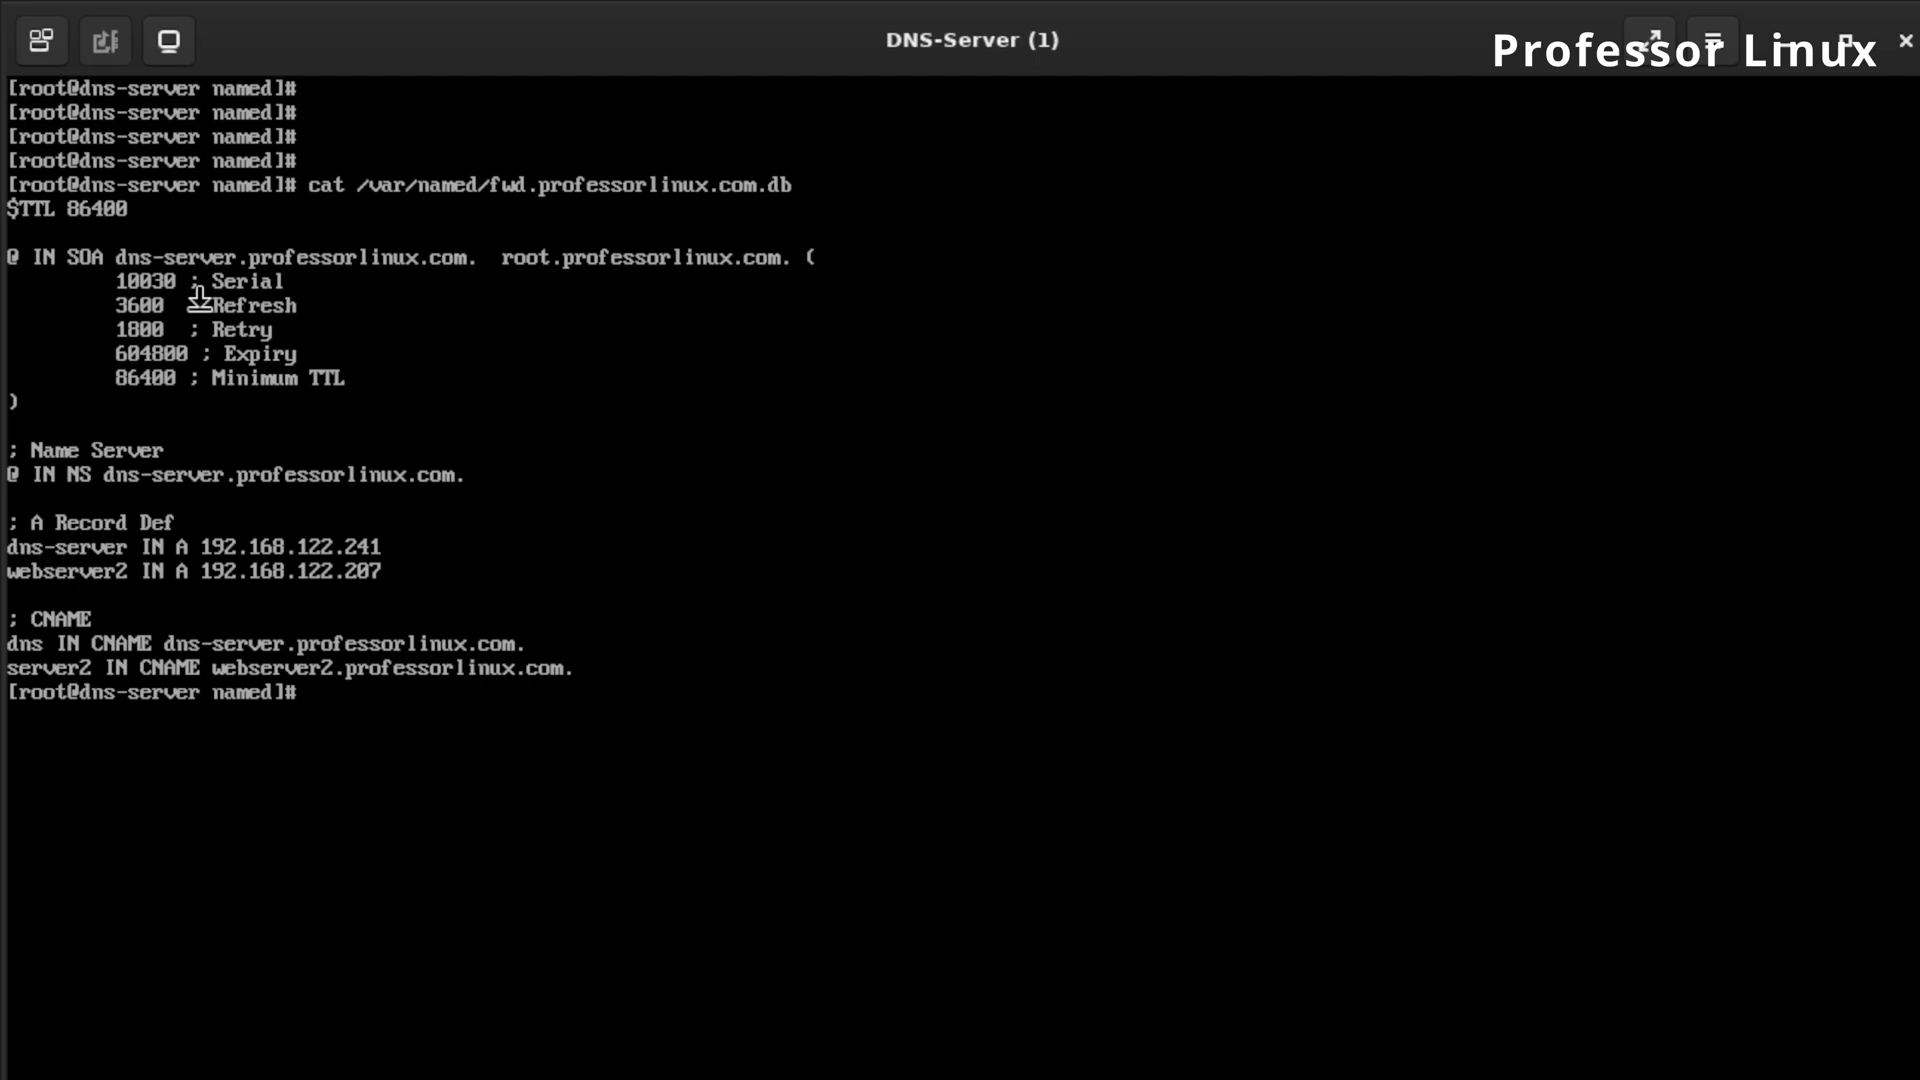 DNS-Server (1)
Professor Linux
[root@dns-server named]#
[root@dns-server named]#
[root@dns-server named]#
[root@dns-server named]#
[root@dns-server named]# cat /var/named/fwd.professorlinux.com.db
$TTL 86400
@ IN SOA dns-server.professorlinux.com.  root.professorlinux.com. (
10030 ; Serial
3600 Refresh
1800  ; Retry
604800 ; Expiry
86400 ; Minimum TTL
)
; Name Server
@ IN NS dns-server.professorlinux.com.
; A Record Def
dns-server IN A 192.168.122.241
webserver2 IN A 192.168.122.207
; CNAME
dns IN CNAME dns-server.professorlinux.com.
server2 IN CNAME webserver2.professorlinux.com.
[root@dns-server named]#